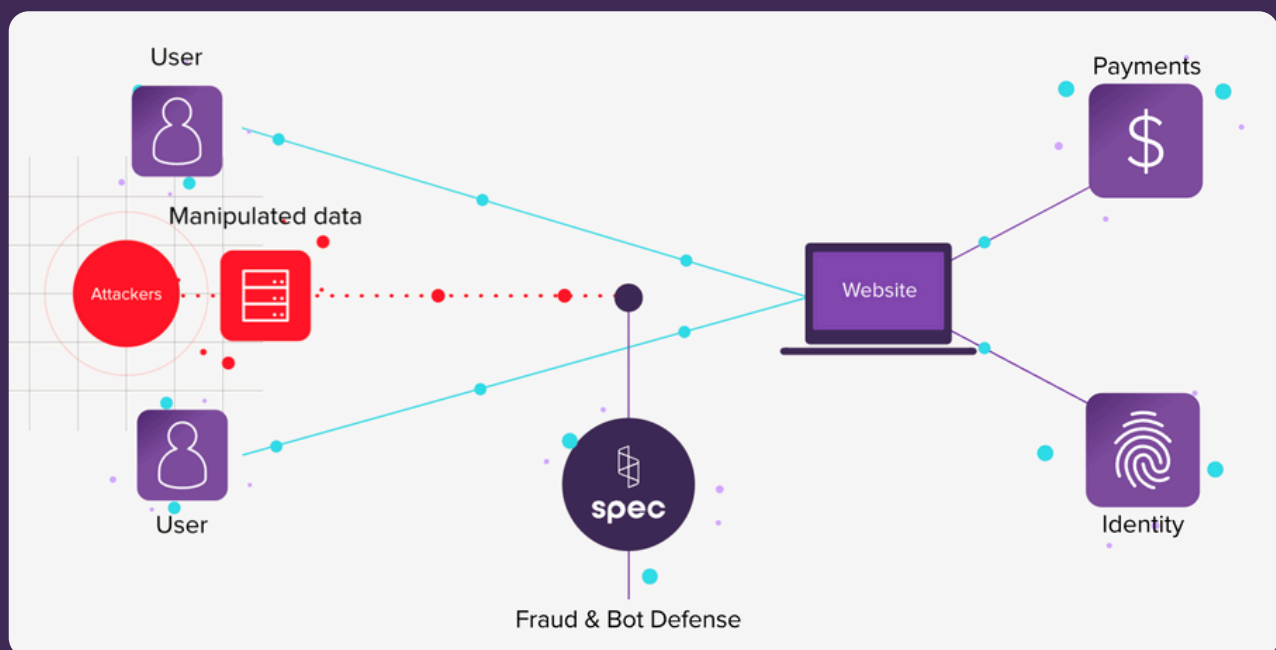 User
Payments
$
Manipulated data
Attackers
Website
spec
User
Identity
Fraud & Bot Defense